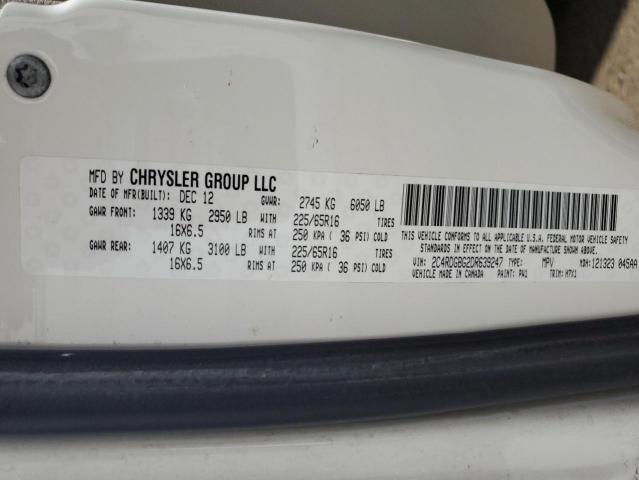 MFD BY CHRYSLER GROUP LLC
DATE OF MFR(BUILT): DEC 12 GVWR: 2745 KG 6050 LB
GAWR FRONT: 1339 KG 2950 LB WITH 225/65R16 TIRES
16X6.5 RIMS AT 250 KPA ( 36 PSI) COLD
GAWR REAR: 1407 KG 3100 LB WITH 225/65R16 TIRES
16X6.5 RIMS AT 250 KPA ( 36 PSI) COLD
THIS VEHICLE CONFORMS TO ALL APPLICABLE U.S.A. FEDERAL MOTOR VEHICLE SAFETY
STANDARDS IN EFFECT ON THE DATE OF MANUFACTURE SHOWN ABOVE.
VIN: 2C4RDGBG2DR639247 TYPE: MPV MDH: 121323 045AA
VEHICLE MADE IN CANADA PAINT: PW1 TRIM: H7X1